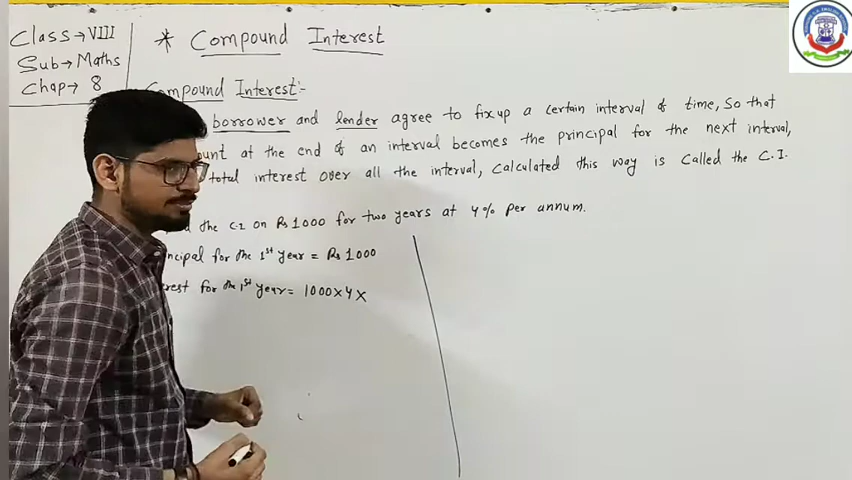 Class → VIII
Sub → Maths
Chap → 8
* Compound Interest
Compound Interest:-
borrower and lender agree to fix up a certain interval of time, So that
ount at the end of an interval becomes the principal for the next interval,
total interest over all the interval, calculated this way is called the C.I.
the C.I on Rs 1000 for two years at 4% per annum.
ncipal for the 1st year = Rs 1000
rest for the 1st year = 1000×4×